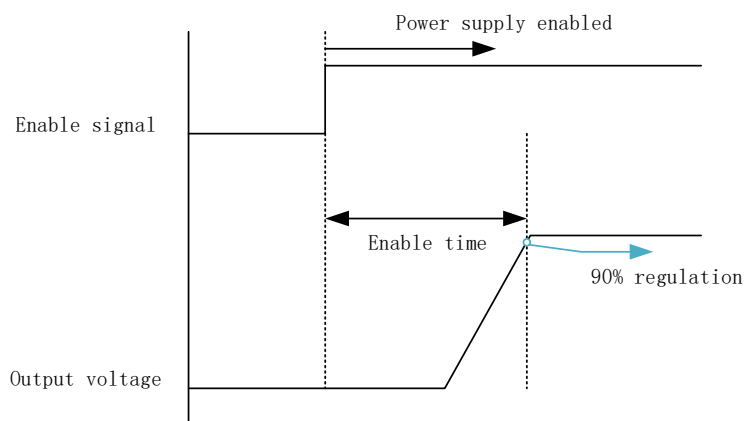 Power supply enabled
Enable signal
Enable time
90% regulation
Output voltage